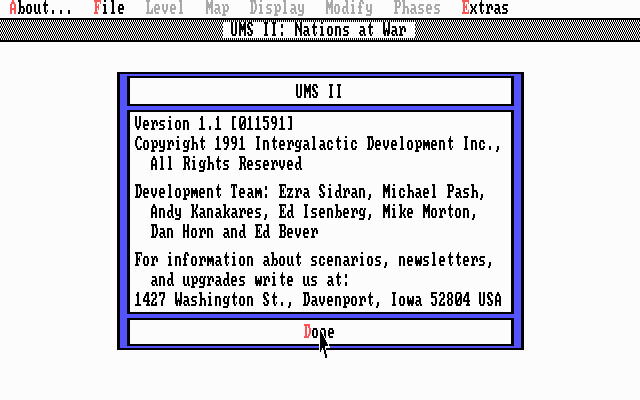 About... File Level Map Display Modify Phases Extras
UMS II: Nations at War
UMS II
Version 1.1 [011591]
Copyright 1991 Intergalactic Development Inc.,
All Rights Reserved
Development Team: Ezra Sidran, Michael Pash,
Andy Kanakares, Ed Isenberg, Mike Morton,
Dan Horn and Ed Bever
For information about scenarios, newsletters,
and upgrades write us at:
1427 Washington St., Davenport, Iowa 52804 USA
Done